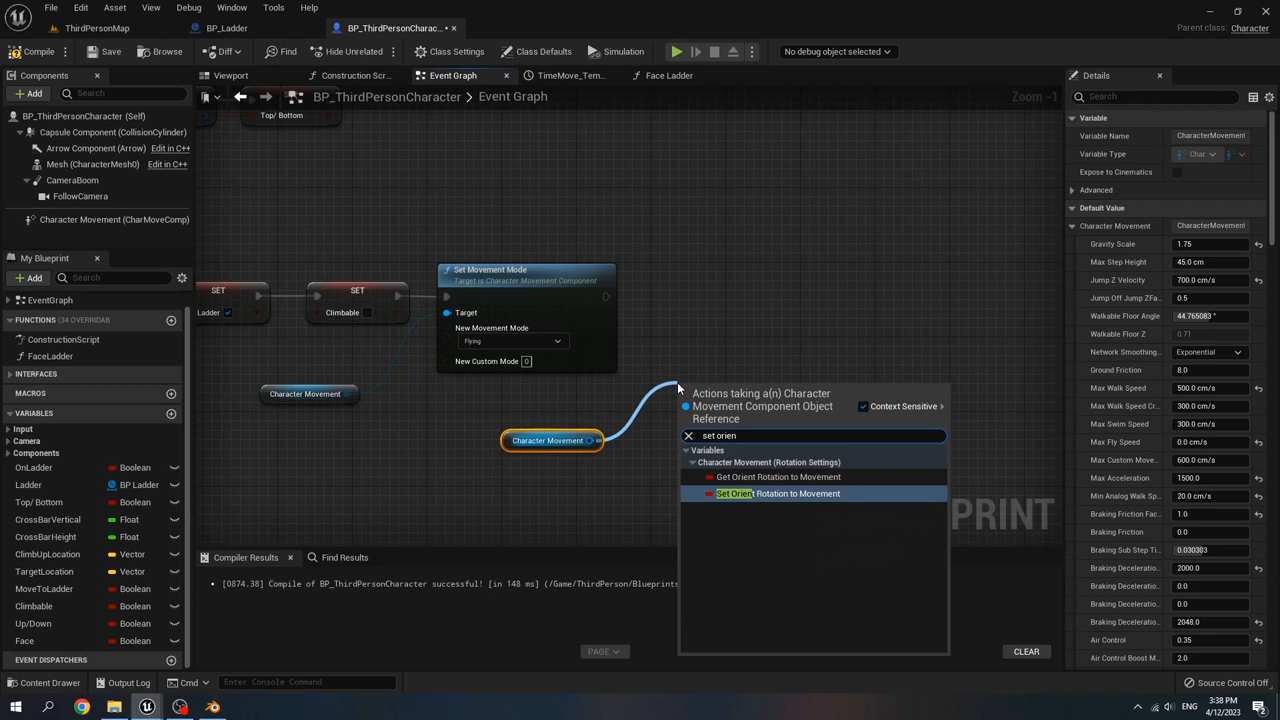 File Edit Asset View Debug Window Tools Help
ThirdPersonMap
BP_Ladder
BP_ThirdPersonCharac...
Parent class: Character
Compile
Save
Browse
Diff
Find
Hide Unrelated
Class Settings
Class Defaults
Simulation
No debug object selected
Components
Viewport
Construction Scr...
Event Graph
TimeMove_Tem...
Face Ladder
Details
Add
Search
BP_ThirdPersonCharacter > Event Graph
Zoom -1
Search
BP_ThirdPersonCharacter (Self)
Capsule Component (CollisionCylinder)
Arrow Component (Arrow) Edit in C++
Mesh (CharacterMesh0) Edit in C++
CameraBoom
FollowCamera
Character Movement (CharMoveComp)
My Blueprint
Add
Search
EventGraph
FUNCTIONS (34 OVERRIDAB
ConstructionScript
FaceLadder
INTERFACES
MACROS
VARIABLES
Input
Camera
Components
OnLadder Boolean
Ladder BP Ladder
Top/ Bottom Boolean
CrossBarVertical Float
CrossBarHeight Float
ClimbUpLocation Vector
TargetLocation Vector
MoveToLadder Boolean
Climbable Boolean
Up/Down Boolean
Face Boolean
EVENT DISPATCHERS
Top/ Bottom
SET
Ladder
SET
Climbable
Set Movement Mode
Target is Character Movement Component
Target
New Movement Mode
Flying
New Custom Mode 0
Character Movement
Character Movement
Actions taking a(n) Character
Movement Component Object
Reference
Context Sensitive
set orien
Variables
Character Movement (Rotation Settings)
Get Orient Rotation to Movement
Set Orient Rotation to Movement
PRINT
Compiler Results
Find Results
[0874.38] Compile of BP_ThirdPersonCharacter successful! [in 148 ms] (/Game/ThirdPerson/Blueprints
PAGE
CLEAR
Variable
Variable Name CharacterMovement
Variable Type Char
Expose to Cinematics
Advanced
Default Value
Character Movement CharacterMovement
Gravity Scale 1.75
Max Step Height 45.0 cm
Jump Z Velocity 700.0 cm/s
Jump Off Jump ZFa... 0.5
Walkable Floor Angle 44.765083 °
Walkable Floor Z 0.71
Network Smoothing... Exponential
Ground Friction 8.0
Max Walk Speed 500.0 cm/s
Max Walk Speed Cr... 300.0 cm/s
Max Swim Speed 300.0 cm/s
Max Fly Speed 0.0 cm/s
Max Custom Move... 600.0 cm/s
Max Acceleration 1500.0
Min Analog Walk Sp... 20.0 cm/s
Braking Friction Fac... 1.0
Braking Friction 0.0
Braking Sub Step Ti... 0.030303
Braking Deceleratio... 2000.0
Braking Deceleratio... 0.0
Braking Deceleratio... 0.0
Braking Deceleratio... 2048.0
Air Control 0.35
Air Control Boost M... 2.0
Content Drawer
Output Log
Cmd
Enter Console Command
Source Control Off
ENG
3:38 PM
4/12/2023